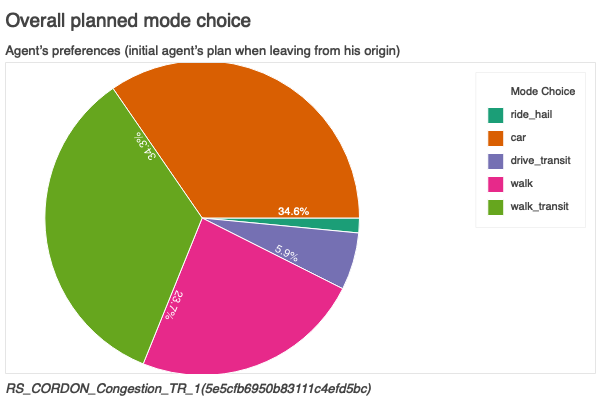 Overall planned mode choice
Agent's preferences (initial agent's plan when leaving from his origin)
Mode Choice
ride_hail
car
drive_transit
walk
walk_transit
34.3%
34.6%
5.9%
23.7%
RS_CORDON_Congestion_TR_1(5e5cfb6950b83111c4efd5bc)